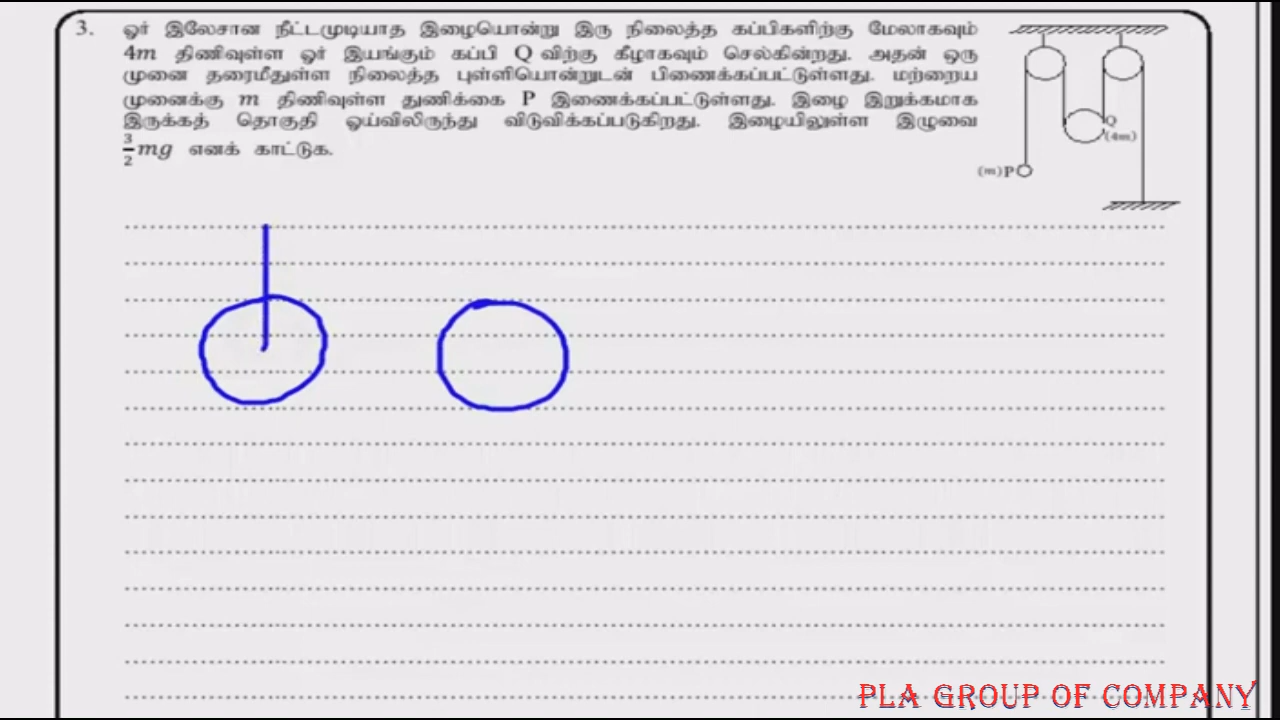 3. ஓர் இலேசான நீட்டமுடியாத இழையொன்று இரு நிலைத்த கப்பிகளிற்கு மேலாகவும்
4m திணிவுள்ள ஓர் இயங்கும் கப்பி Q விற்கு கீழாகவும் செல்கின்றது. அதன் ஒரு
முனை தரைமீதுள்ள நிலைத்த புள்ளியொன்றுடன் பிணைக்கப்பட்டுள்ளது. மற்றைய
முனைக்கு m திணிவுள்ள துணிக்கை P இணைக்கப்பட்டுள்ளது. இழை இறுக்கமாக
இருக்கத் தொகுதி ஓய்விலிருந்து விடுவிக்கப்படுகிறது. இழையிலுள்ள இழுவை
3/2 mg எனக் காட்டுக.
Q
(4m)
(m)P
PLA GROUP OF COMPANY